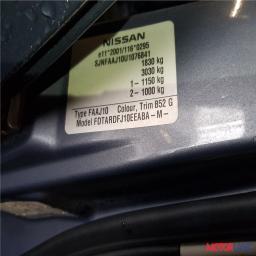 NISSAN
e11*2001/116*0295
SJNFAAJ10U1076841
1830 kg
3030 kg
1- 1150 kg
2- 1000 kg
Type FAAJ10 Colour, Trim B52 G
Model FDTARDFJ10EEABA -M-